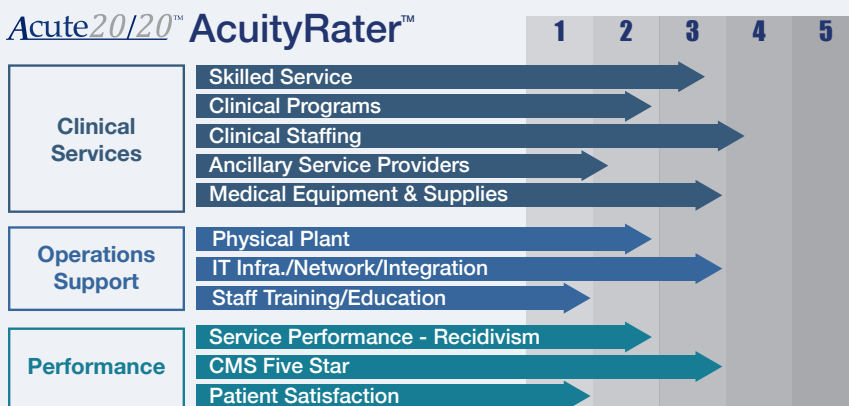 Acute20/20™ AcuityRater™
1 2 3 4 5
Clinical
Services
Skilled Service
Clinical Programs
Clinical Staffing
Ancillary Service Providers
Medical Equipment & Supplies
Operations
Support
Physical Plant
IT Infra./Network/Integration
Staff Training/Education
Performance
Service Performance - Recidivism
CMS Five Star
Patient Satisfaction